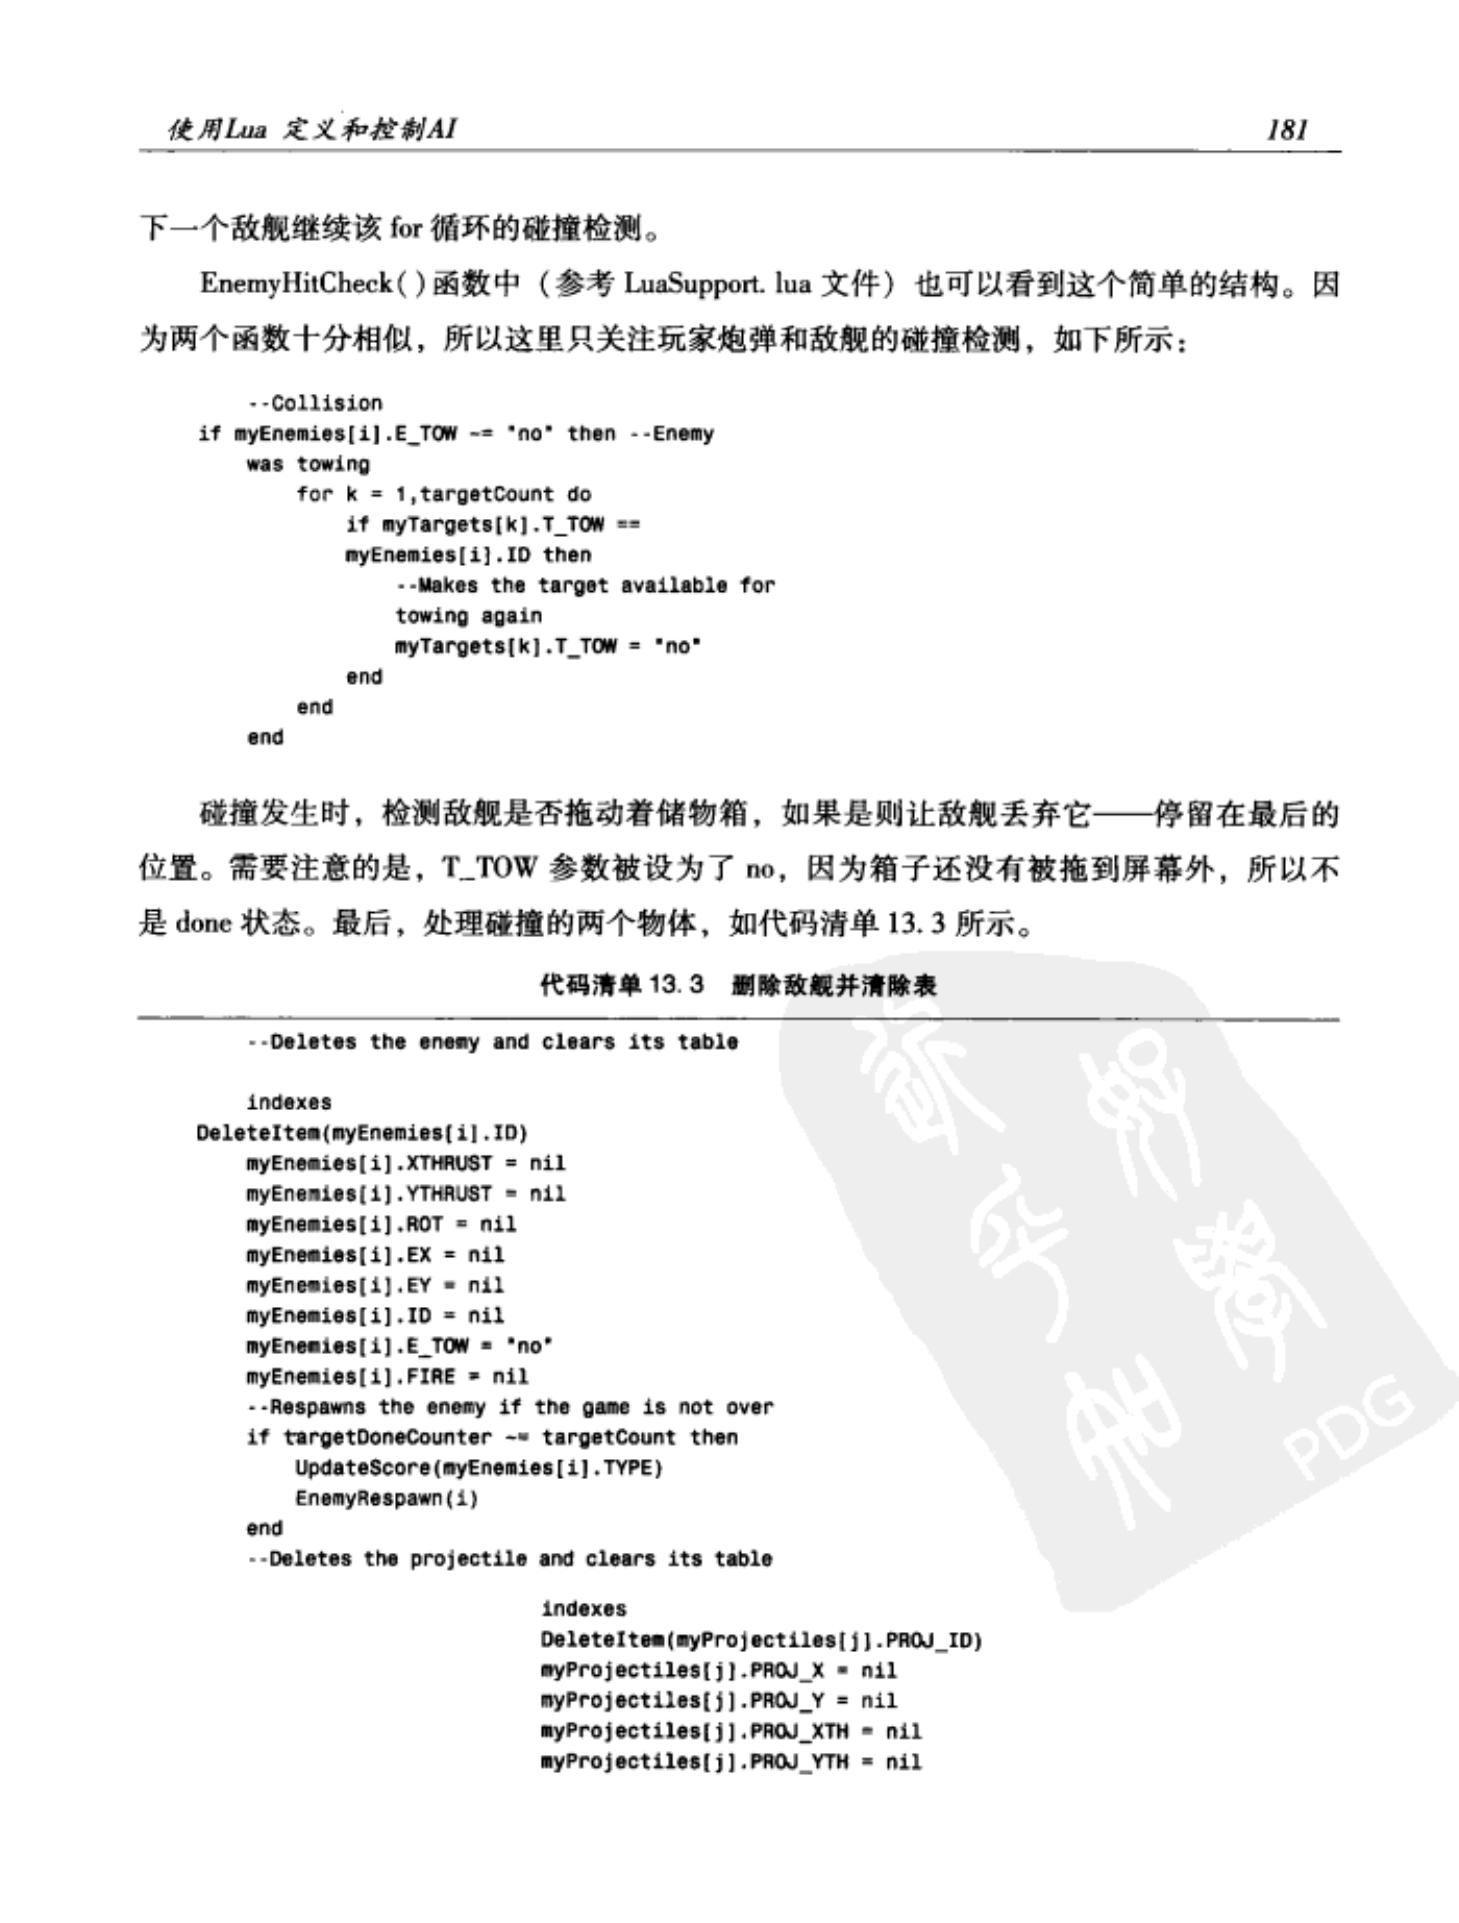 使用Lua 定义和控制AI 181
下一个敌舰继续该 for 循环的碰撞检测。
EnemyHitCheck( )函数中（参考 LuaSupport. lua 文件）也可以看到这个简单的结构。因
为两个函数十分相似，所以这里只关注玩家炮弹和敌舰的碰撞检测，如下所示：
--Collision
if myEnemies[i].E_TOW ~= "no" then --Enemy
was towing
for k = 1,targetCount do
if myTargets[k].T_TOW ==
myEnemies[i].ID then
--Makes the target available for
towing again
myTargets[k].T_TOW = "no"
end
end
end
碰撞发生时，检测敌舰是否拖动着储物箱，如果是则让敌舰丢弃它——停留在最后的
位置。需要注意的是，T_TOW 参数被设为了 no，因为箱子还没有被拖到屏幕外，所以不
是 done 状态。最后，处理碰撞的两个物体，如代码清单 13. 3 所示。
代码清单 13. 3 删除敌舰并清除表
--Deletes the enemy and clears its table
indexes
DeleteItem(myEnemies[i].ID)
myEnemies[i].XTHRUST = nil
myEnemies[i].YTHRUST = nil
myEnemies[i].ROT = nil
myEnemies[i].EX = nil
myEnemies[i].EY = nil
myEnemies[i].ID = nil
myEnemies[i].E_TOW = "no"
myEnemies[i].FIRE = nil
--Respawns the enemy if the game is not over
if targetDoneCounter ~= targetCount then
UpdateScore(myEnemies[i].TYPE)
EnemyRespawn(i)
end
--Deletes the projectile and clears its table
indexes
DeleteItem(myProjectiles[j].PROJ_ID)
myProjectiles[j].PROJ_X = nil
myProjectiles[j].PROJ_Y = nil
myProjectiles[j].PROJ_XTH = nil
myProjectiles[j].PROJ_YTH = nil
PDG